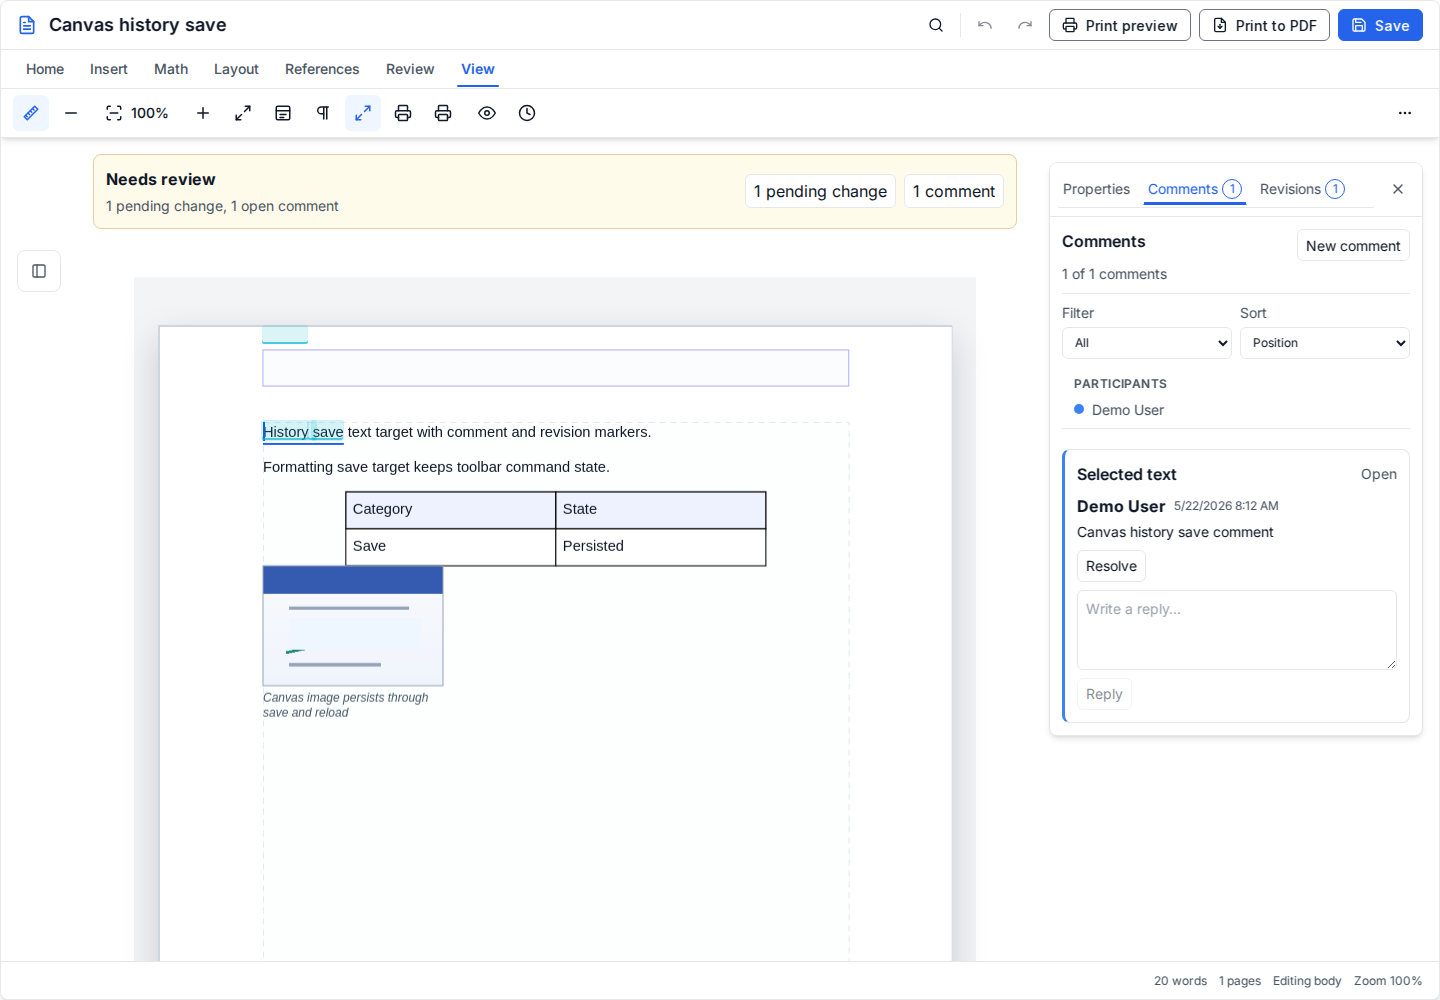 Canvas history save
Print preview
Print to PDF
Save
Home
Insert
Math
Layout
References
Review
View
100%
Needs review
1 pending change, 1 open comment
1 pending change
1 comment
History save text target with comment and revision markers.
Formatting save target keeps toolbar command state.
Category
State
Save
Persisted
Canvas image persists through
save and reload
Properties
Comments 1
Revisions 1
Comments
New comment
1 of 1 comments
Filter
Sort
All
Position
PARTICIPANTS
Demo User
Selected text
Open
Demo User 5/22/2026 8:12 AM
Canvas history save comment
Resolve
Write a reply...
Reply
20 words
1 pages
Editing body
Zoom 100%